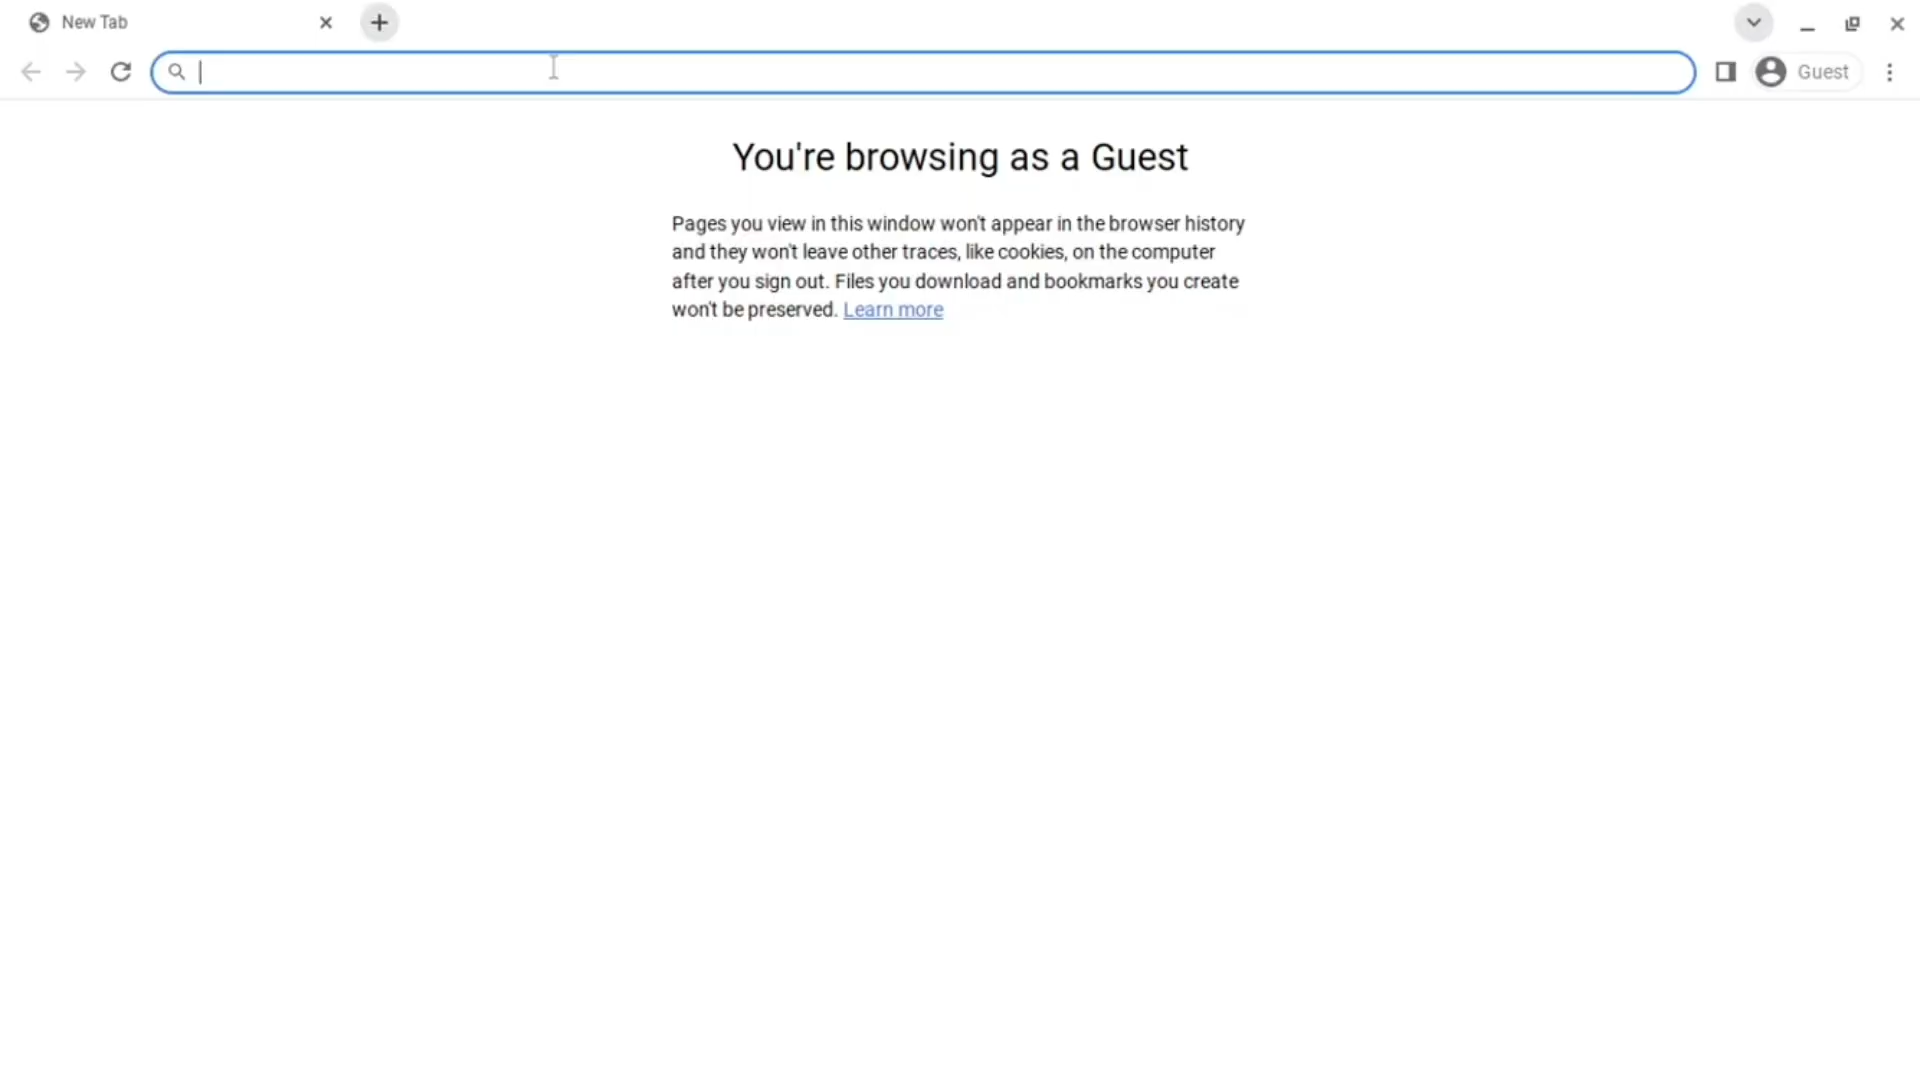 New Tab
Guest
You're browsing as a Guest
Pages you view in this window won't appear in the browser history
and they won't leave other traces, like cookies, on the computer
after you sign out. Files you download and bookmarks you create
won't be preserved. Learn more